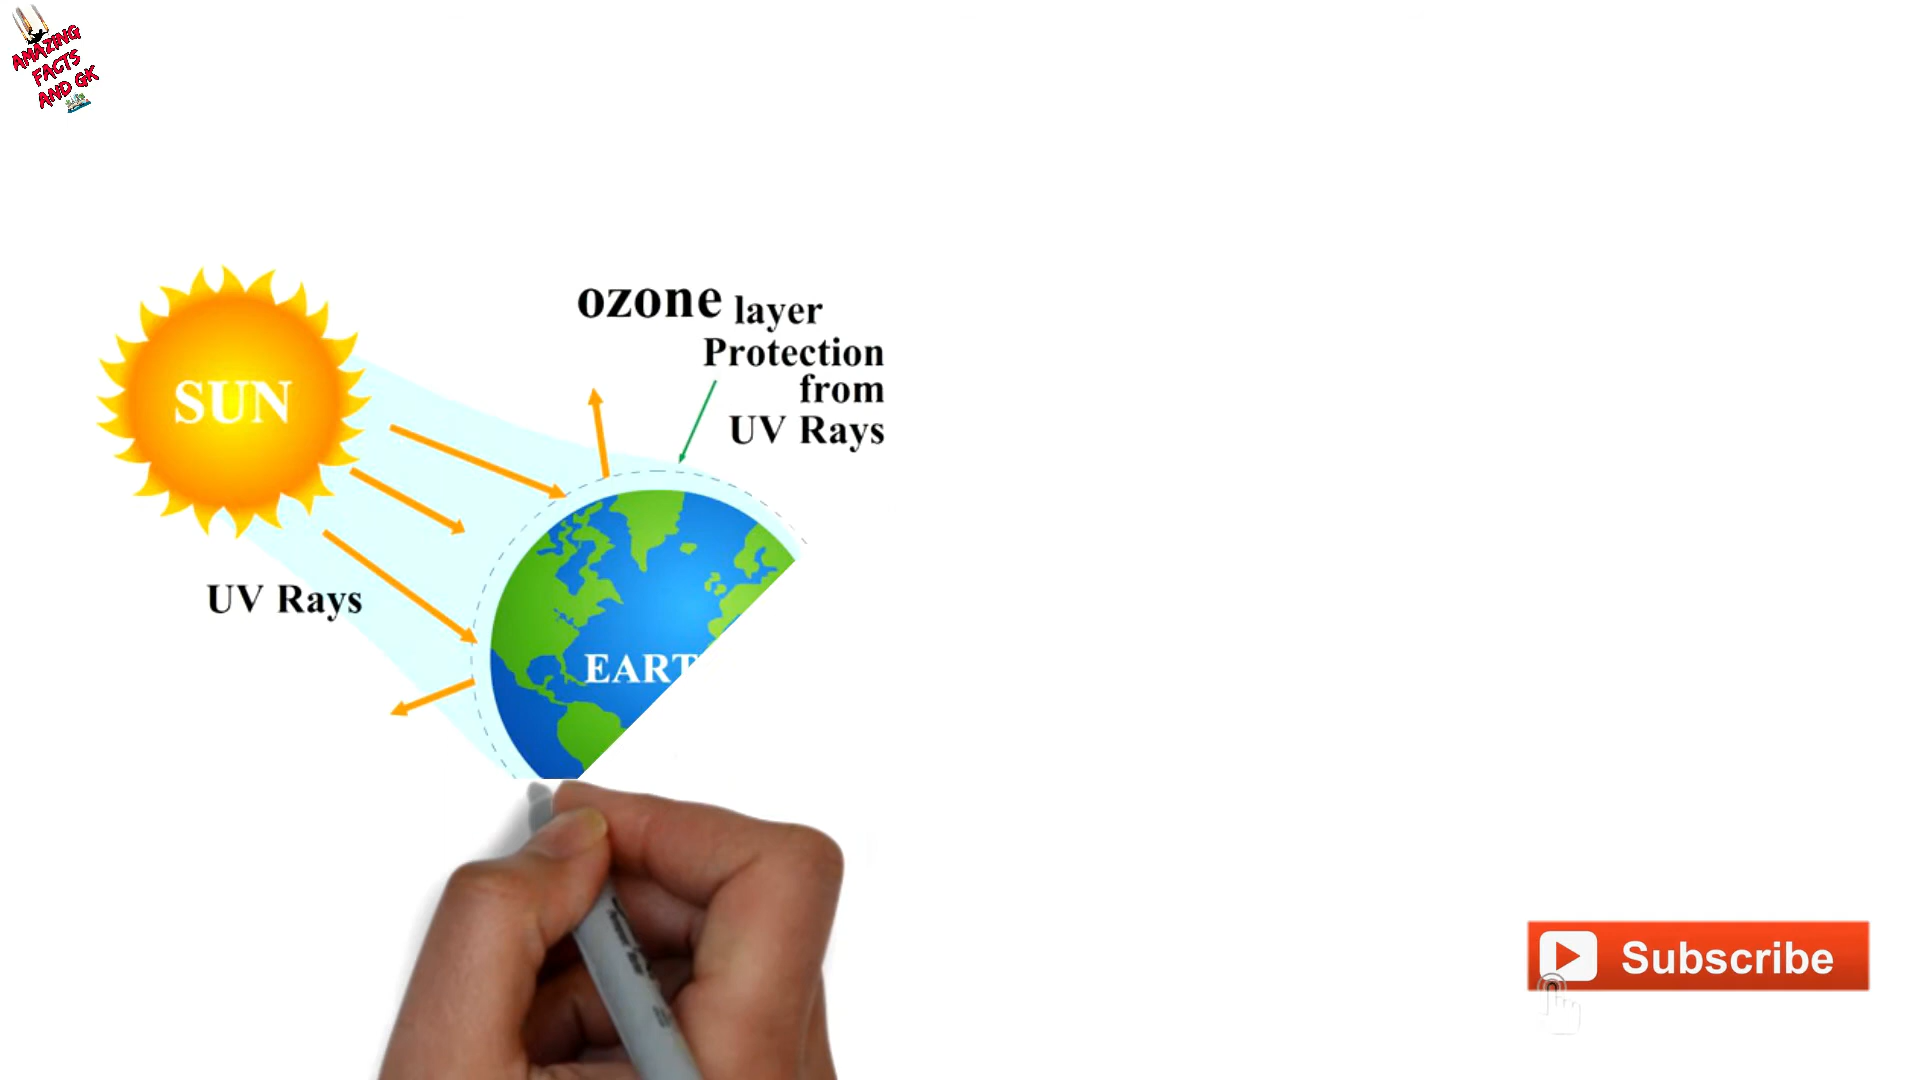 AMAZING
FACTS
AND GK
ozone layer
Protection
from
UV Rays
SUN
UV Rays
EART
Subscribe